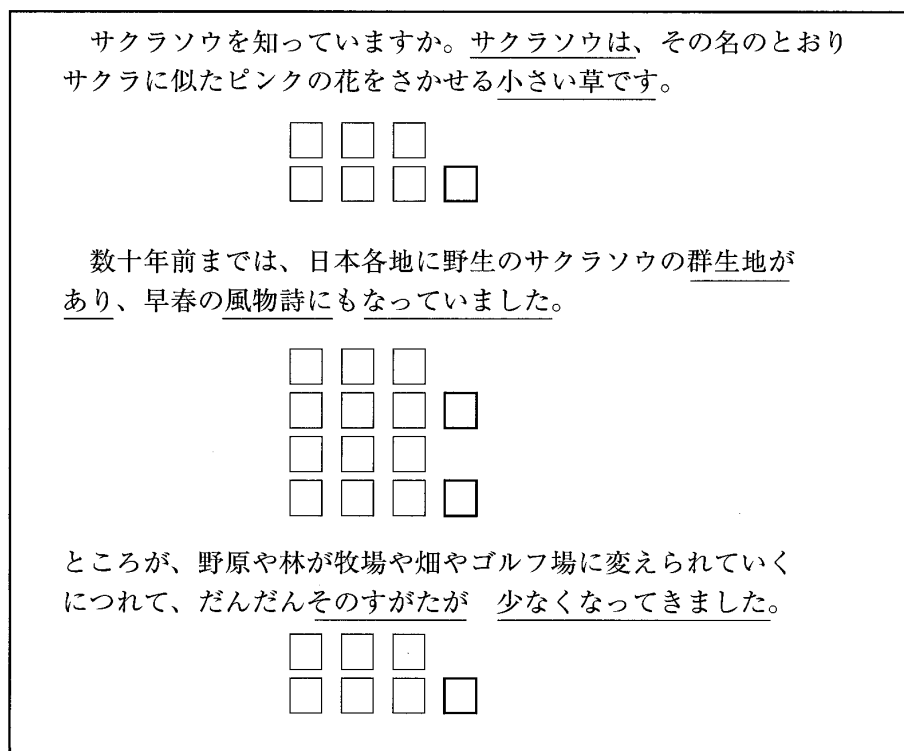 サクラソウを知っていますか。サクラソウは、その名のとおり
サクラに似たピンクの花をさかせる小さい草です。
数十年前までは、日本各地に野生のサクラソウの群生地が
あり、早春の風物詩にもなっていました。
ところが、野原や林が牧場や畑やゴルフ場に変えられていく
につれて、だんだんそのすがたが　少なくなってきました。